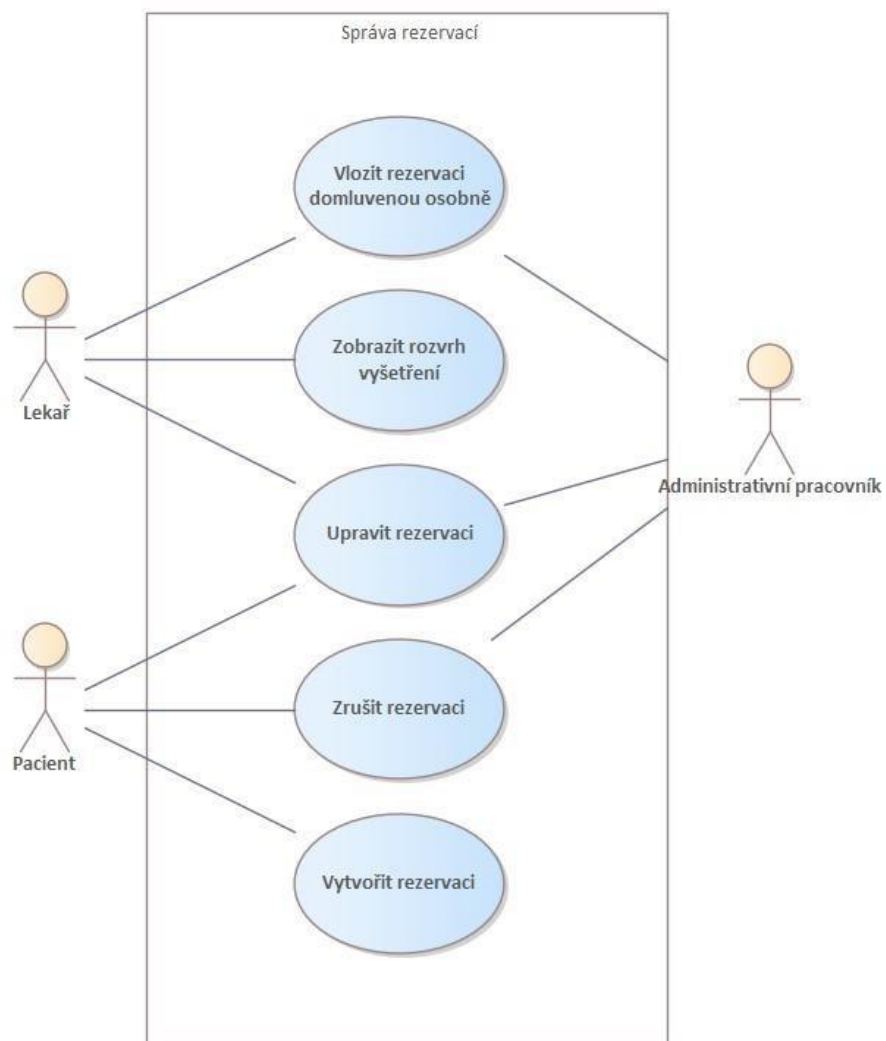 Správa rezervací
Vlozit rezervaci
domluvenou osobně
Zobrazit rozvrh
vyšetření
Lekař
Administrativní pracovník
Upravit rezervaci
Zrušit rezervaci
Pacient
Vytvořit rezervaci